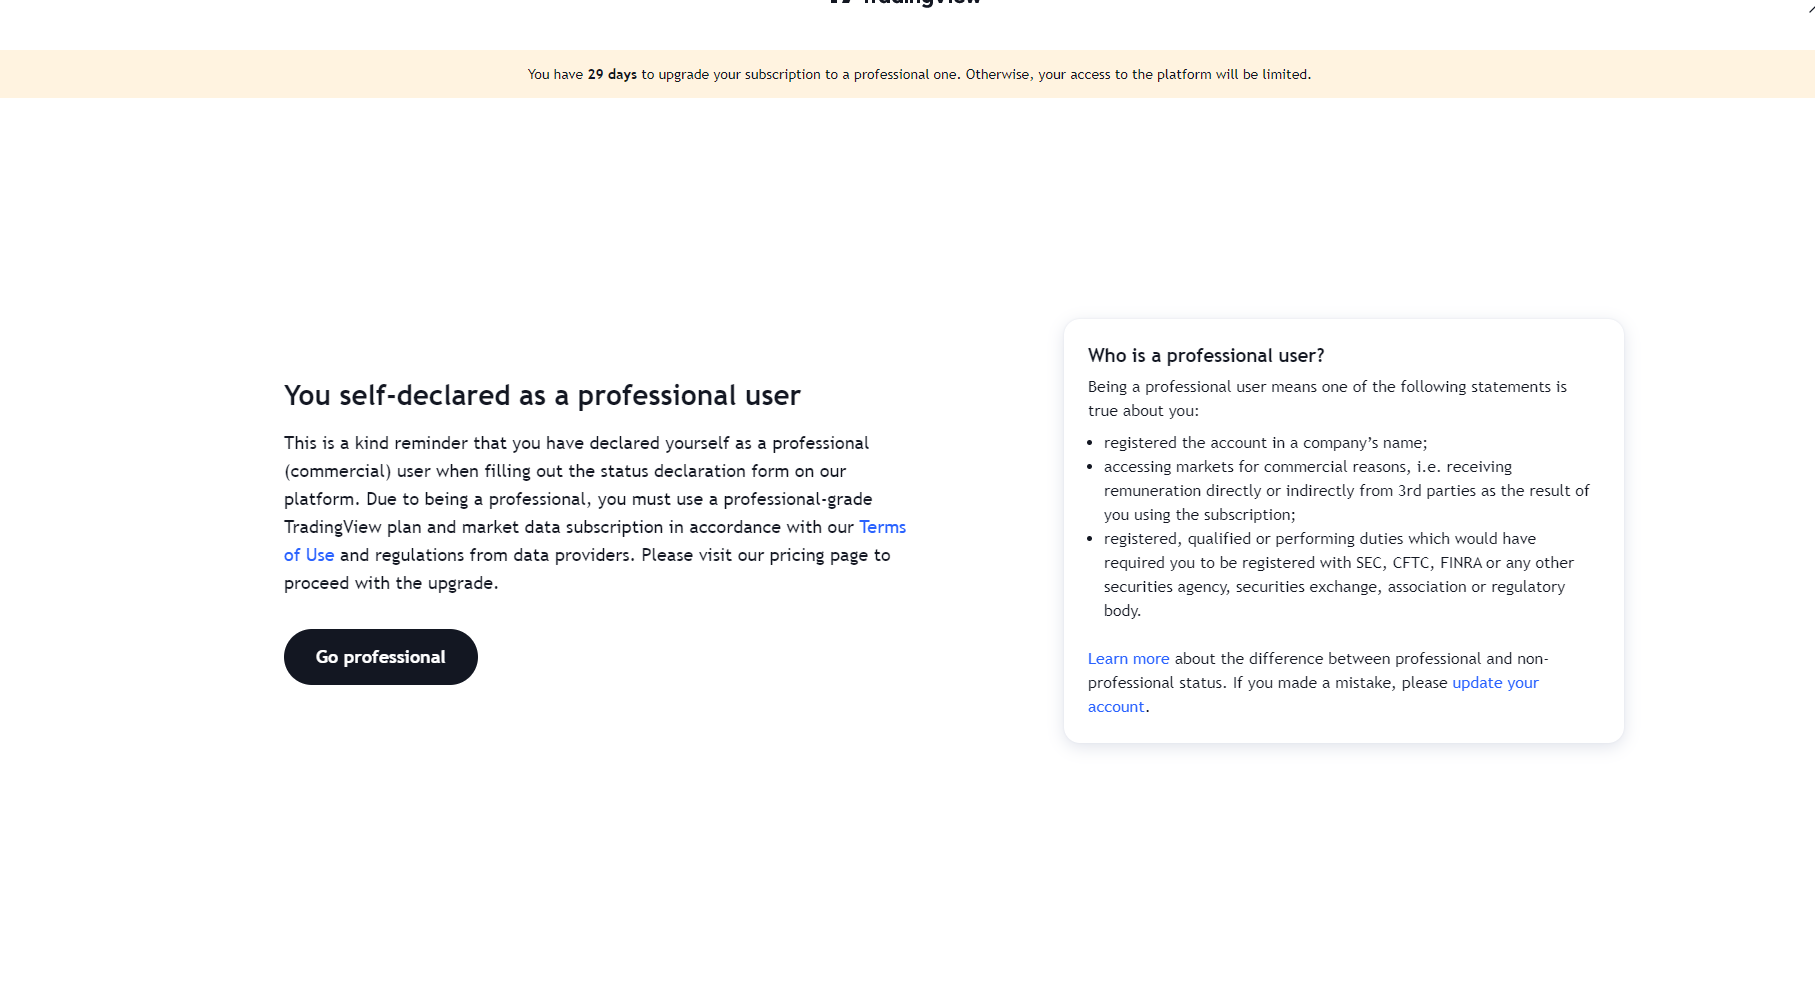 TradingView
You have 29 days to upgrade your subscription to a professional one. Otherwise, your access to the platform will be limited.
You self-declared as a professional user
This is a kind reminder that you have declared yourself as a professional
(commercial) user when filling out the status declaration form on our
platform. Due to being a professional, you must use a professional-grade
TradingView plan and market data subscription in accordance with our Terms
of Use and regulations from data providers. Please visit our pricing page to
proceed with the upgrade.
Go professional
Who is a professional user?
Being a professional user means one of the following statements is
true about you:
• registered the account in a company’s name;
• accessing markets for commercial reasons, i.e. receiving
remuneration directly or indirectly from 3rd parties as the result of
you using the subscription;
• registered, qualified or performing duties which would have
required you to be registered with SEC, CFTC, FINRA or any other
securities agency, securities exchange, association or regulatory
body.
Learn more about the difference between professional and non-
professional status. If you made a mistake, please update your
account.